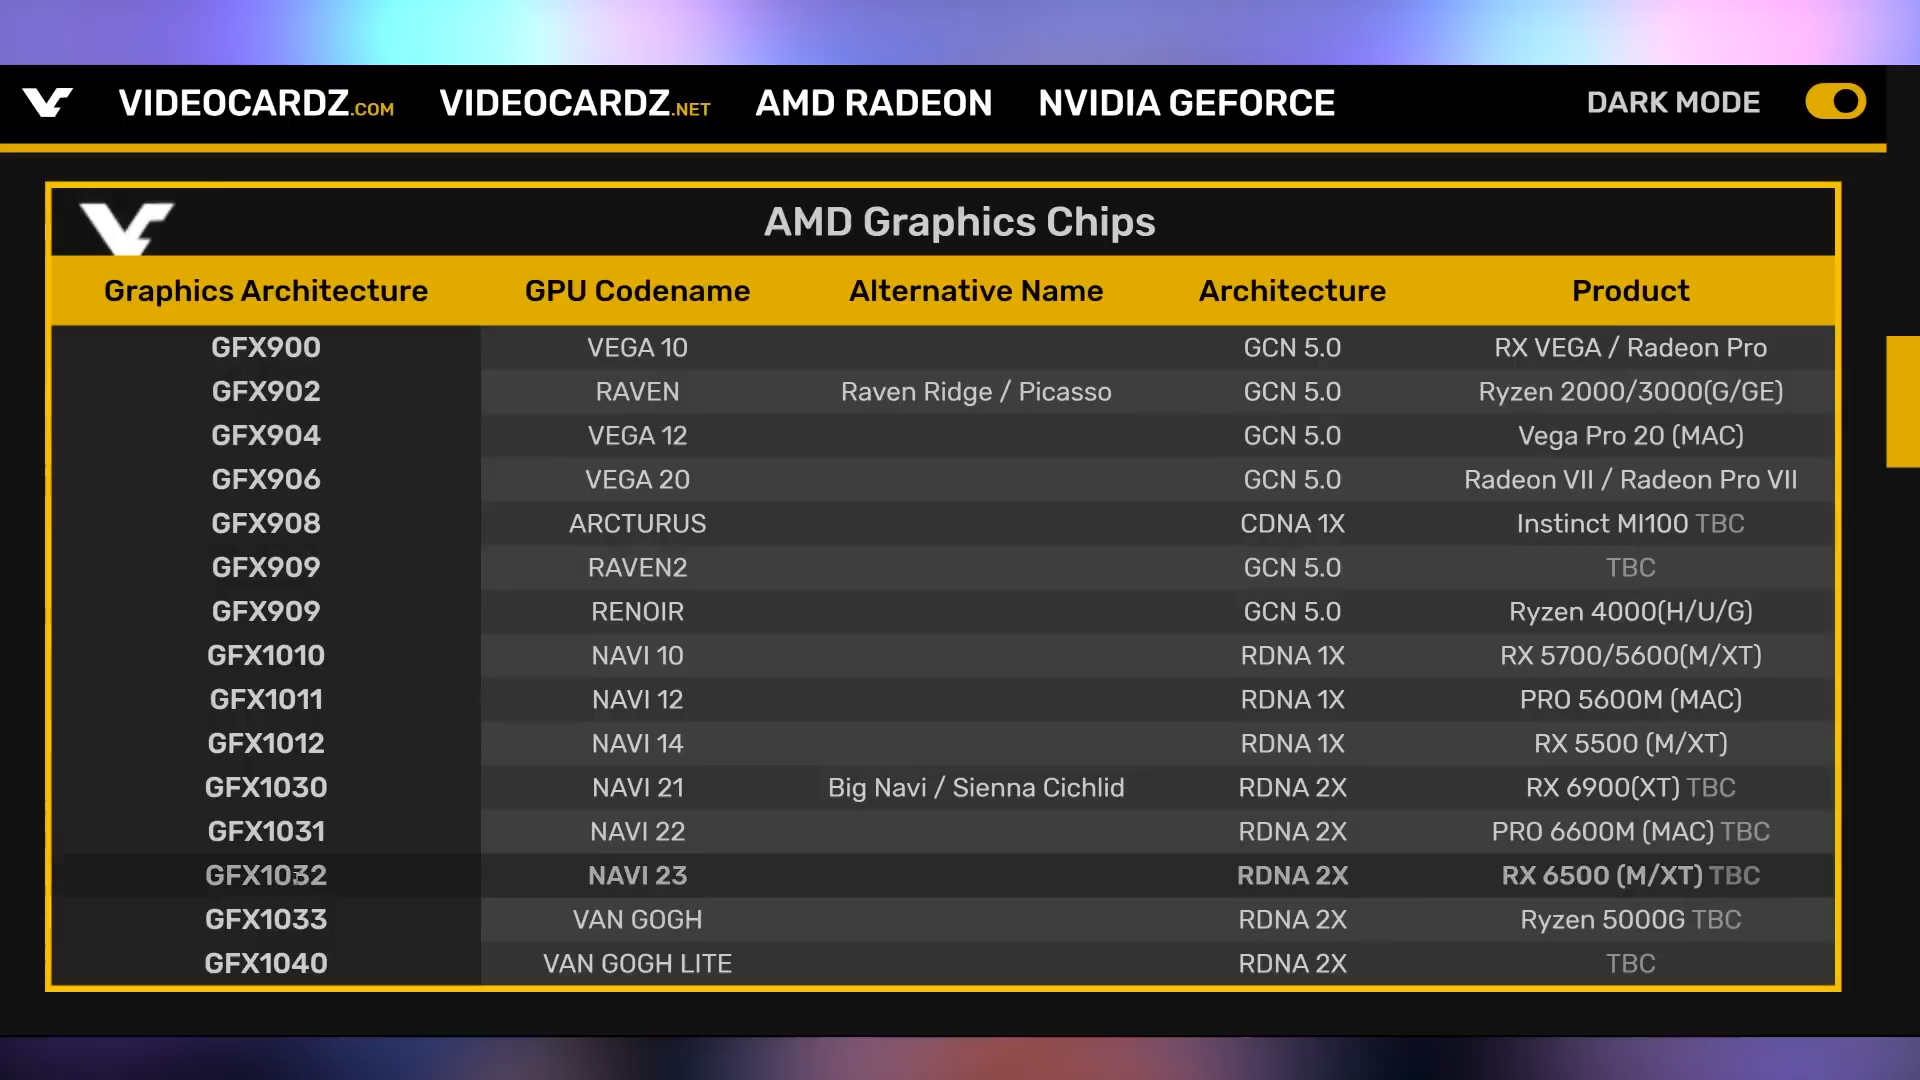 VIDEOCARDZ.COM VIDEOCARDZ.NET AMD RADEON NVIDIA GEFORCE DARK MODE
AMD Graphics Chips
Graphics Architecture GPU Codename Alternative Name Architecture Product
GFX900 VEGA 10 GCN 5.0 RX VEGA / Radeon Pro
GFX902 RAVEN Raven Ridge / Picasso GCN 5.0 Ryzen 2000/3000(G/GE)
GFX904 VEGA 12 GCN 5.0 Vega Pro 20 (MAC)
GFX906 VEGA 20 GCN 5.0 Radeon VII / Radeon Pro VII
GFX908 ARCTURUS CDNA 1X Instinct MI100 TBC
GFX909 RAVEN2 GCN 5.0 TBC
GFX909 RENOIR GCN 5.0 Ryzen 4000(H/U/G)
GFX1010 NAVI 10 RDNA 1X RX 5700/5600(M/XT)
GFX1011 NAVI 12 RDNA 1X PRO 5600M (MAC)
GFX1012 NAVI 14 RDNA 1X RX 5500 (M/XT)
GFX1030 NAVI 21 Big Navi / Sienna Cichlid RDNA 2X RX 6900(XT) TBC
GFX1031 NAVI 22 RDNA 2X PRO 6600M (MAC) TBC
GFX1032 NAVI 23 RDNA 2X RX 6500 (M/XT) TBC
GFX1033 VAN GOGH RDNA 2X Ryzen 5000G TBC
GFX1040 VAN GOGH LITE RDNA 2X TBC